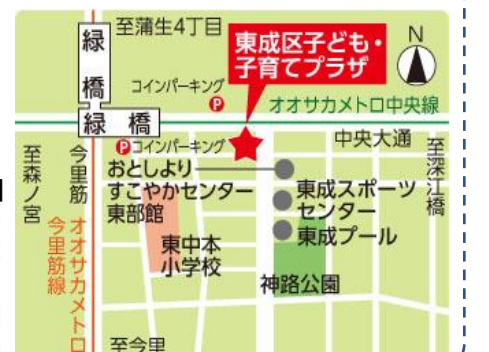 至蒲生4丁目
緑橋
東成区子ども・
子育てプラザ
N
コインパーキング
P
オオサカメトロ中央線
緑橋
P コインパーキング
中央大通
至深江橋
至森ノ宮
今里筋
おとしより
すこやかセンター
東部館
東成スポーツ
センター
東成プール
オオサカメトロ
今里筋線
東中本
小学校
神路公園
至今里